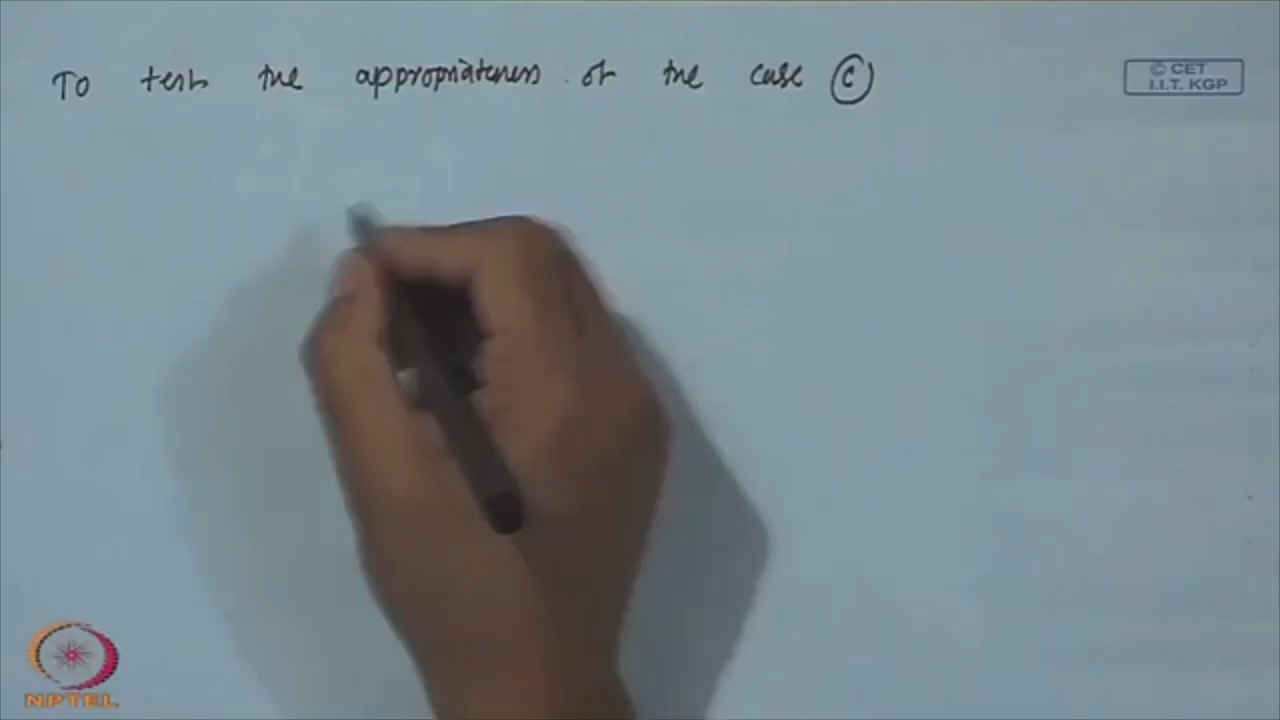 To test the appropriateness of the case (C)
© CET
I.I.T. KGP
NPTEL